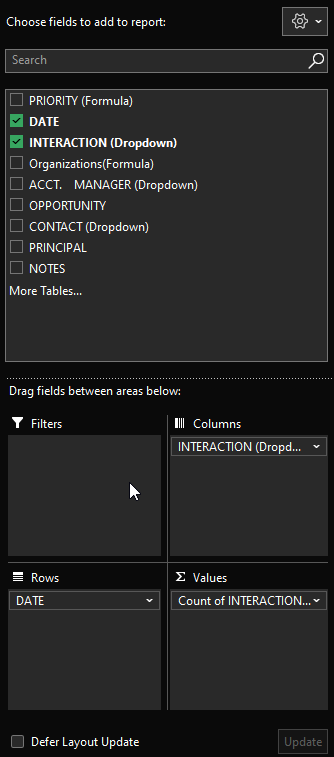 Choose fields to add to report:
Search
PRIORITY (Formula)
DATE
INTERACTION (Dropdown)
Organizations(Formula)
ACCT.    MANAGER (Dropdown)
OPPORTUNITY
CONTACT (Dropdown)
PRINCIPAL
NOTES
More Tables...
Drag fields between areas below:
Filters
Columns
INTERACTION (Dropd...
Rows
Values
DATE
Count of INTERACTION...
Defer Layout Update
Update